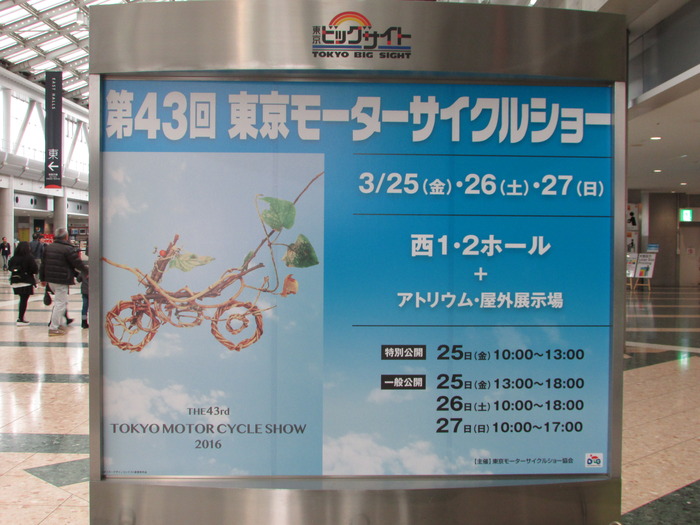 東京ビッグサイト
TOKYO BIG SIGHT
EAST HALLS
東
←
第43回 東京モーターサイクルショー
3/25(金)・26(土)・27(日)
西1・2ホール
+
アトリウム・屋外展示場
特別公開 25日(金) 10:00〜13:00
一般公開 25日(金) 13:00〜18:00
26日(土) 10:00〜18:00
27日(日) 10:00〜17:00
THE 43rd
TOKYO MOTOR CYCLE SHOW
2016
[主催] 東京モーターサイクルショー協会